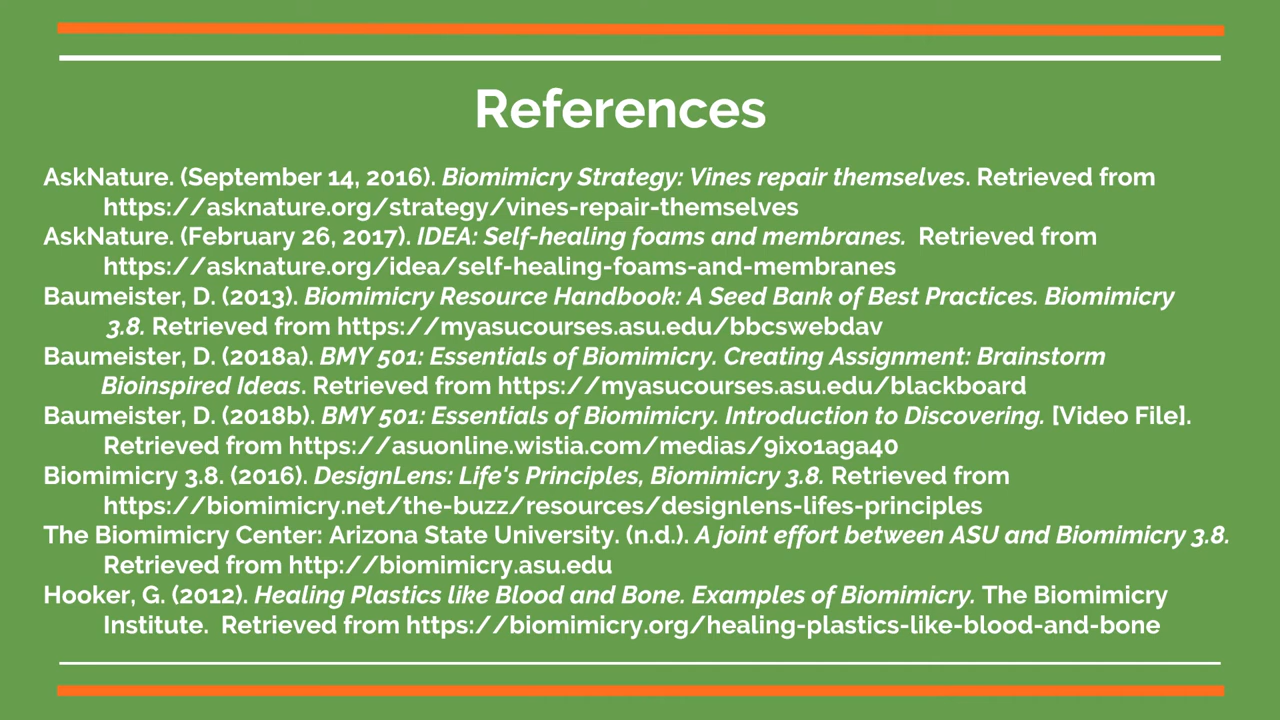 References
AskNature. (September 14, 2016). Biomimicry Strategy: Vines repair themselves. Retrieved from
https://asknature.org/strategy/vines-repair-themselves
AskNature. (February 26, 2017). IDEA: Self-healing foams and membranes.  Retrieved from
https://asknature.org/idea/self-healing-foams-and-membranes
Baumeister, D. (2013). Biomimicry Resource Handbook: A Seed Bank of Best Practices. Biomimicry
3.8. Retrieved from https://myasucourses.asu.edu/bbcswebdav
Baumeister, D. (2018a). BMY 501: Essentials of Biomimicry. Creating Assignment: Brainstorm
Bioinspired Ideas. Retrieved from https://myasucourses.asu.edu/blackboard
Baumeister, D. (2018b). BMY 501: Essentials of Biomimicry. Introduction to Discovering. [Video File].
Retrieved from https://asuonline.wistia.com/medias/9ixo1aga40
Biomimicry 3.8. (2016). DesignLens: Life's Principles, Biomimicry 3.8. Retrieved from
https://biomimicry.net/the-buzz/resources/designlens-lifes-principles
The Biomimicry Center: Arizona State University. (n.d.). A joint effort between ASU and Biomimicry 3.8.
Retrieved from http://biomimicry.asu.edu
Hooker, G. (2012). Healing Plastics like Blood and Bone. Examples of Biomimicry. The Biomimicry
Institute.  Retrieved from https://biomimicry.org/healing-plastics-like-blood-and-bone